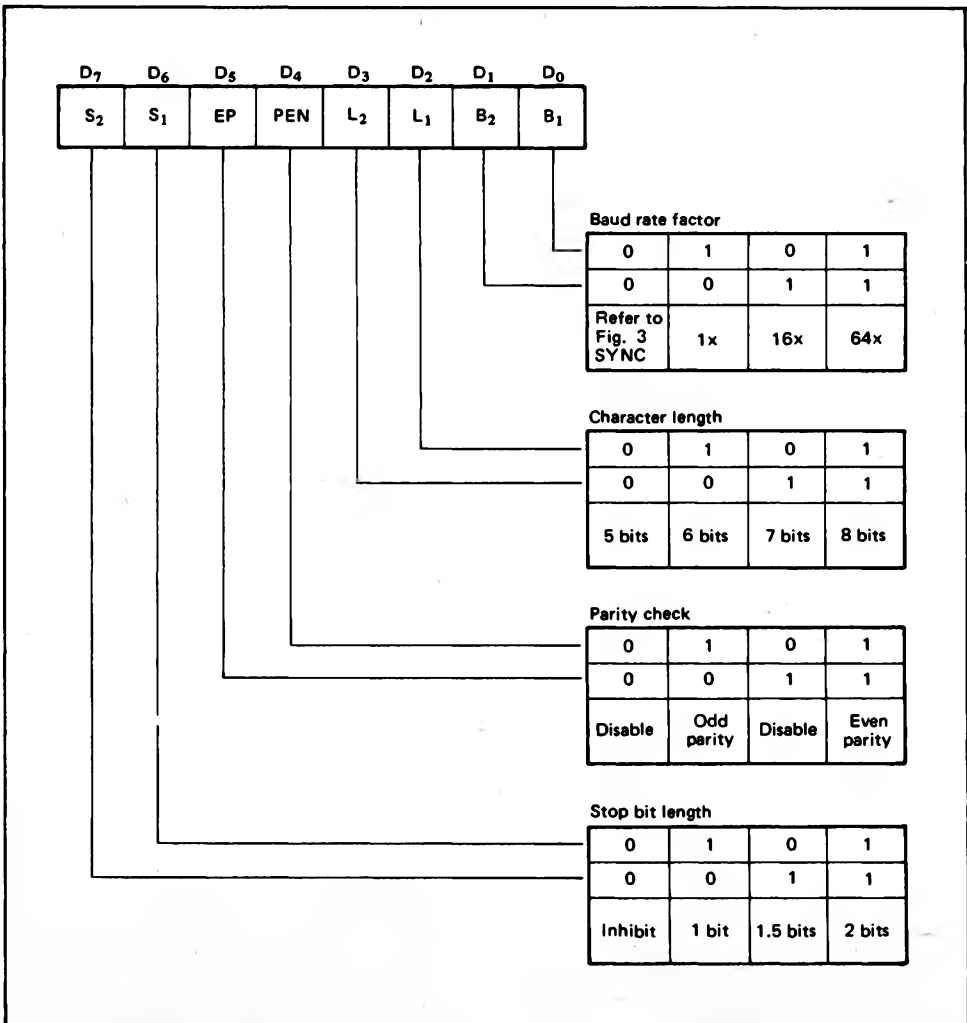 D₇ D₆ D₅ D₄ D₃ D₂ D₁ D₀
S₂ S₁ EP PEN L₂ L₁ B₂ B₁
Baud rate factor
0 1 0 1
0 0 1 1
Refer to
Fig. 3
SYNC 1x 16x 64x
Character length
0 1 0 1
0 0 1 1
5 bits 6 bits 7 bits 8 bits
Parity check
0 1 0 1
0 0 1 1
Disable Odd parity Disable Even parity
Stop bit length
0 1 0 1
0 0 1 1
Inhibit 1 bit 1.5 bits 2 bits